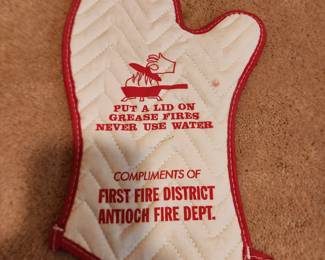 PUT A LID ON
GREASE FIRES
NEVER USE WATER
COMPLIMENTS OF
FIRST FIRE DISTRICT
ANTIOCH FIRE DEPT.